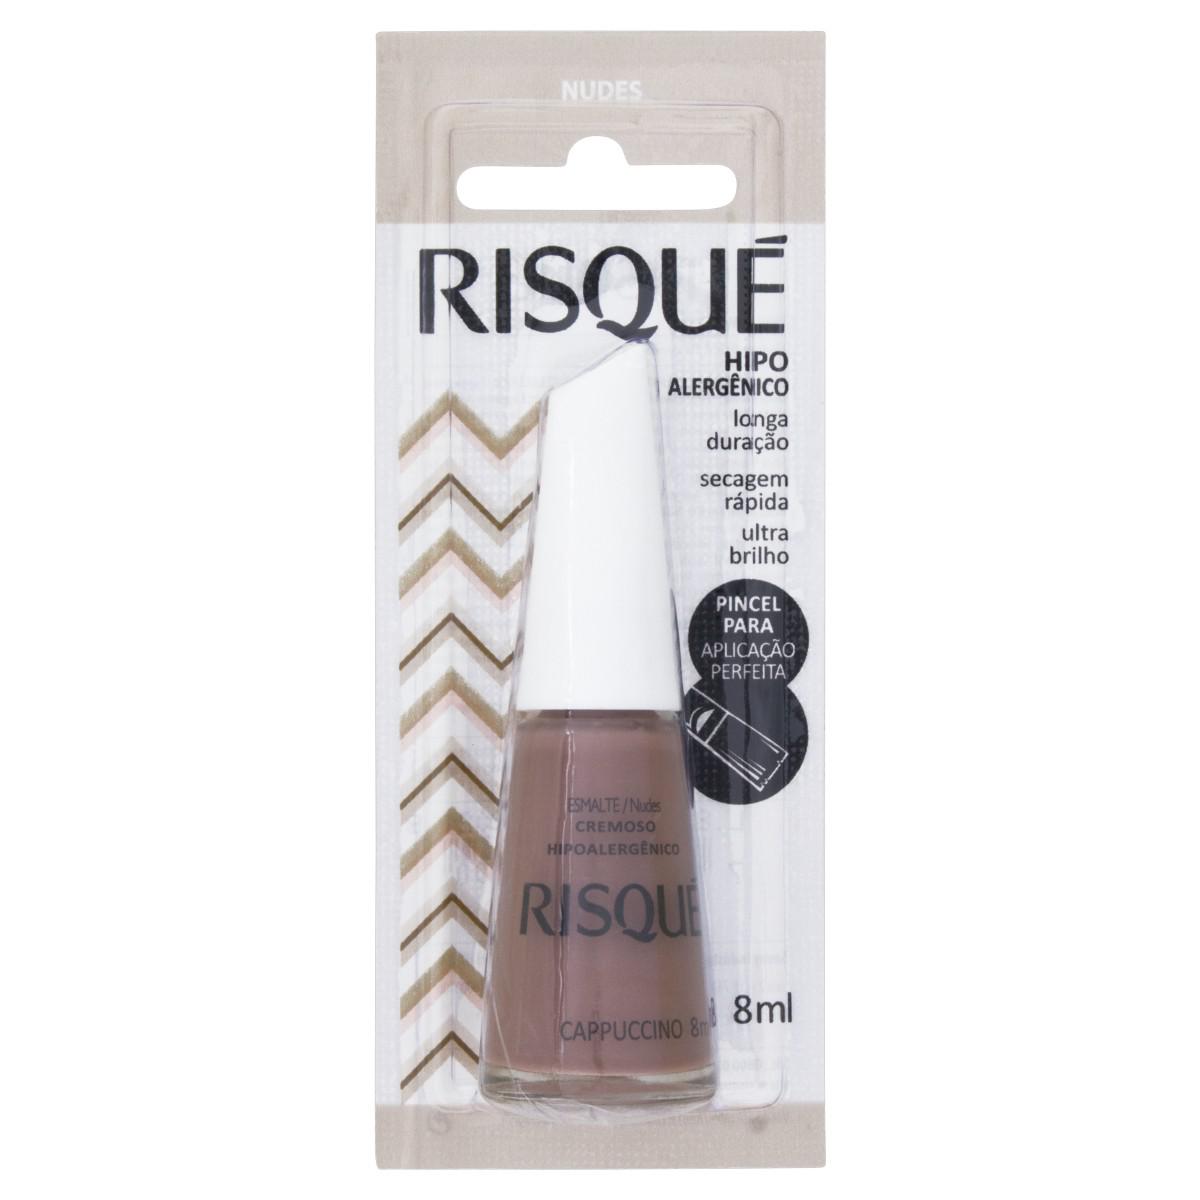 NUDES
RISQUÉ
HIPO
ALERGÊNICO
longa
duração
secagem
rápida
ultra
brilho
PINCEL
PARA
APLICAÇÃO
PERFEITA
ESMALTE / Nudes
CREMOSO
HIPOALERGÊNICO
RISQUÉ
CAPPUCCINO 8m
8ml